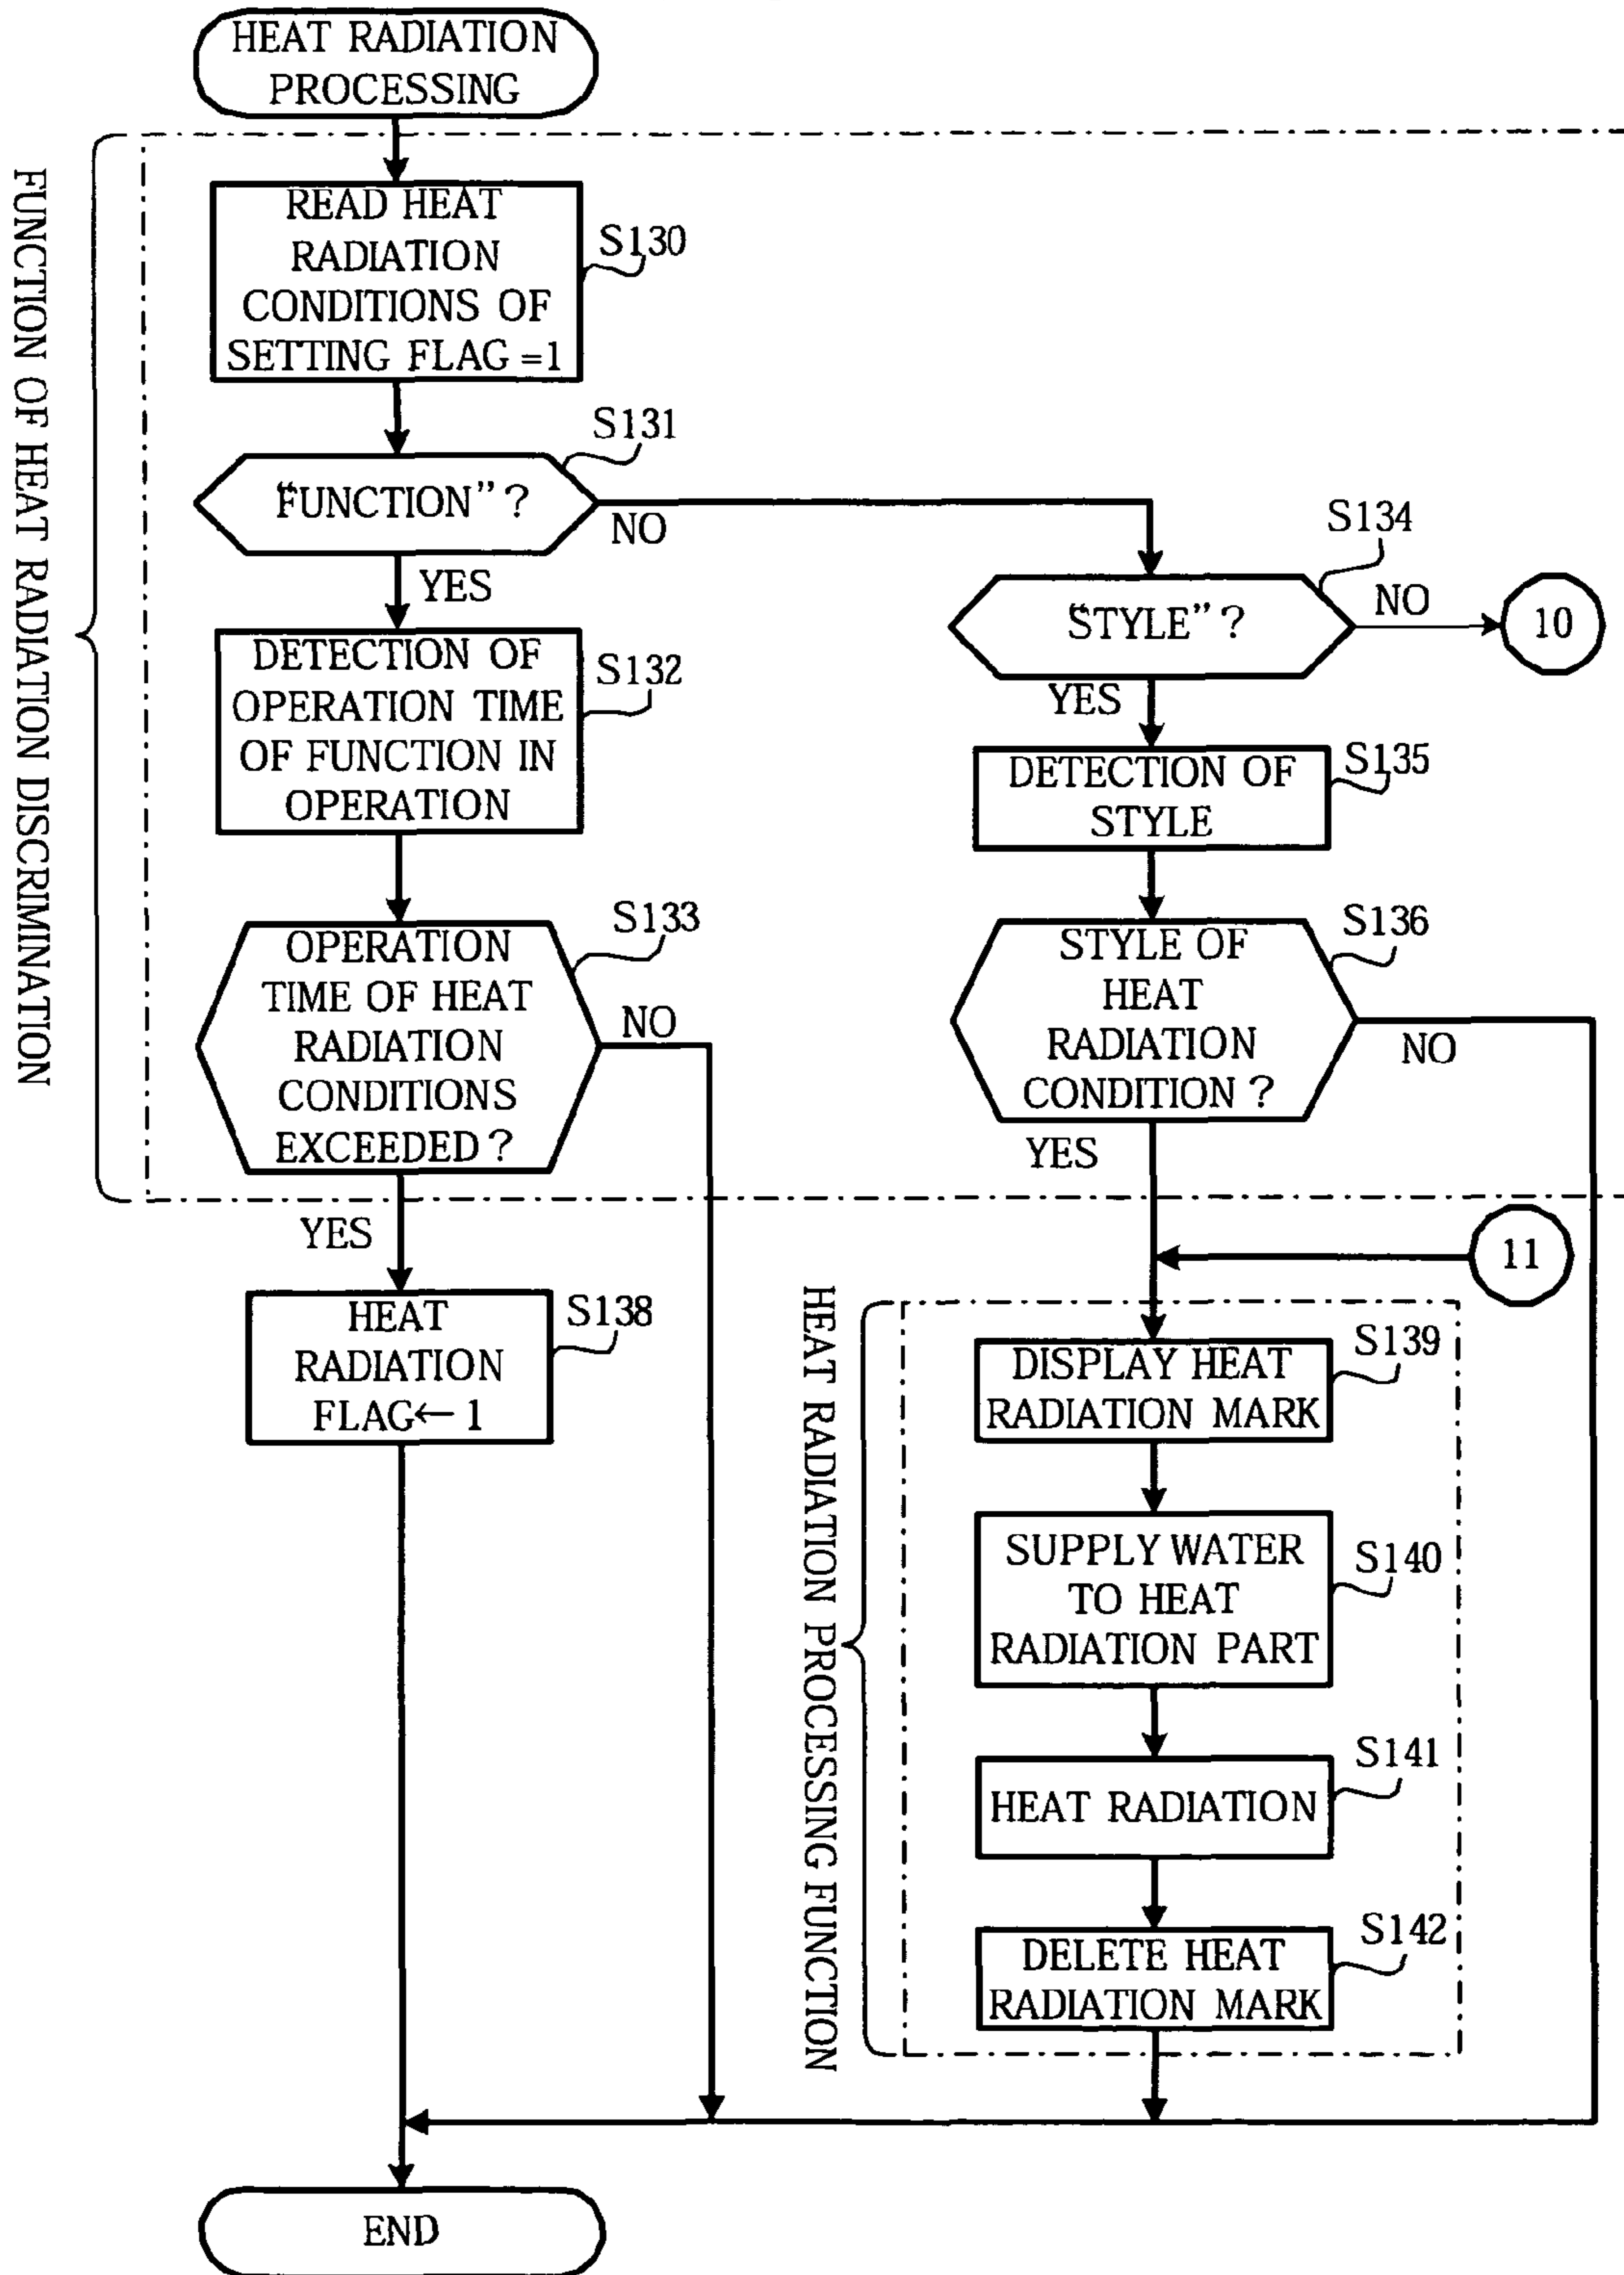 HEAT RADIATION
PROCESSING
FUNCTION OF HEAT RADIATION DISCRIMINATION
READ HEAT
RADIATION
CONDITIONS OF
SETTING FLAG =1
S130
"FUNCTION" ?
S131
NO
YES
DETECTION OF
OPERATION TIME
OF FUNCTION IN
OPERATION
S132
OPERATION
TIME OF HEAT
RADIATION
CONDITIONS
EXCEEDED ?
S133
NO
YES
HEAT
RADIATION
FLAG← 1
S138
"STYLE" ?
S134
NO
10
YES
DETECTION OF
STYLE
S135
STYLE OF
HEAT
RADIATION
CONDITION ?
S136
NO
YES
11
HEAT RADIATION PROCESSING FUNCTION
DISPLAY HEAT
RADIATION MARK
S139
SUPPLY WATER
TO HEAT
RADIATION PART
S140
HEAT RADIATION
S141
DELETE HEAT
RADIATION MARK
S142
END